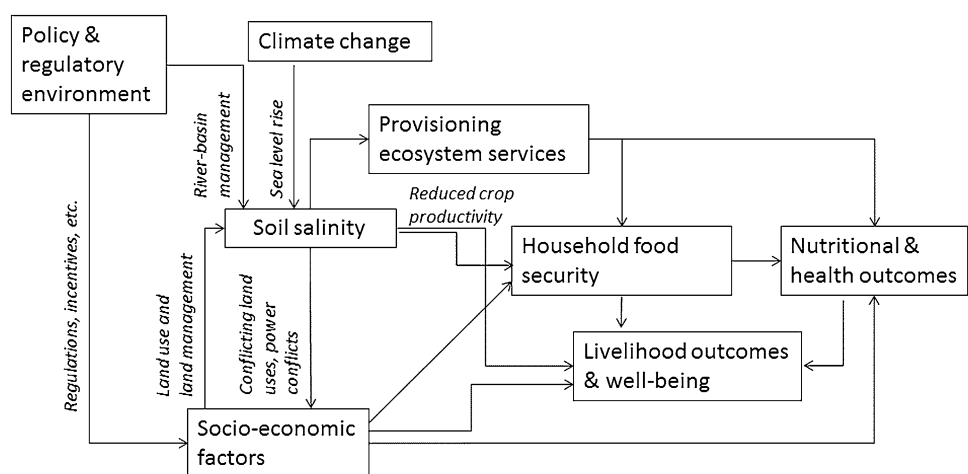 Policy &
regulatory
environment
Climate change
River-basin
management
Sea level rise
Provisioning
ecosystem services
Reduced crop
productivity
Soil salinity
Household food
security
Nutritional &
health outcomes
Regulations, incentives, etc.
Land use and
land management
Conflicting land
uses, power
conflicts
Livelihood outcomes
& well-being
Socio-economic
factors